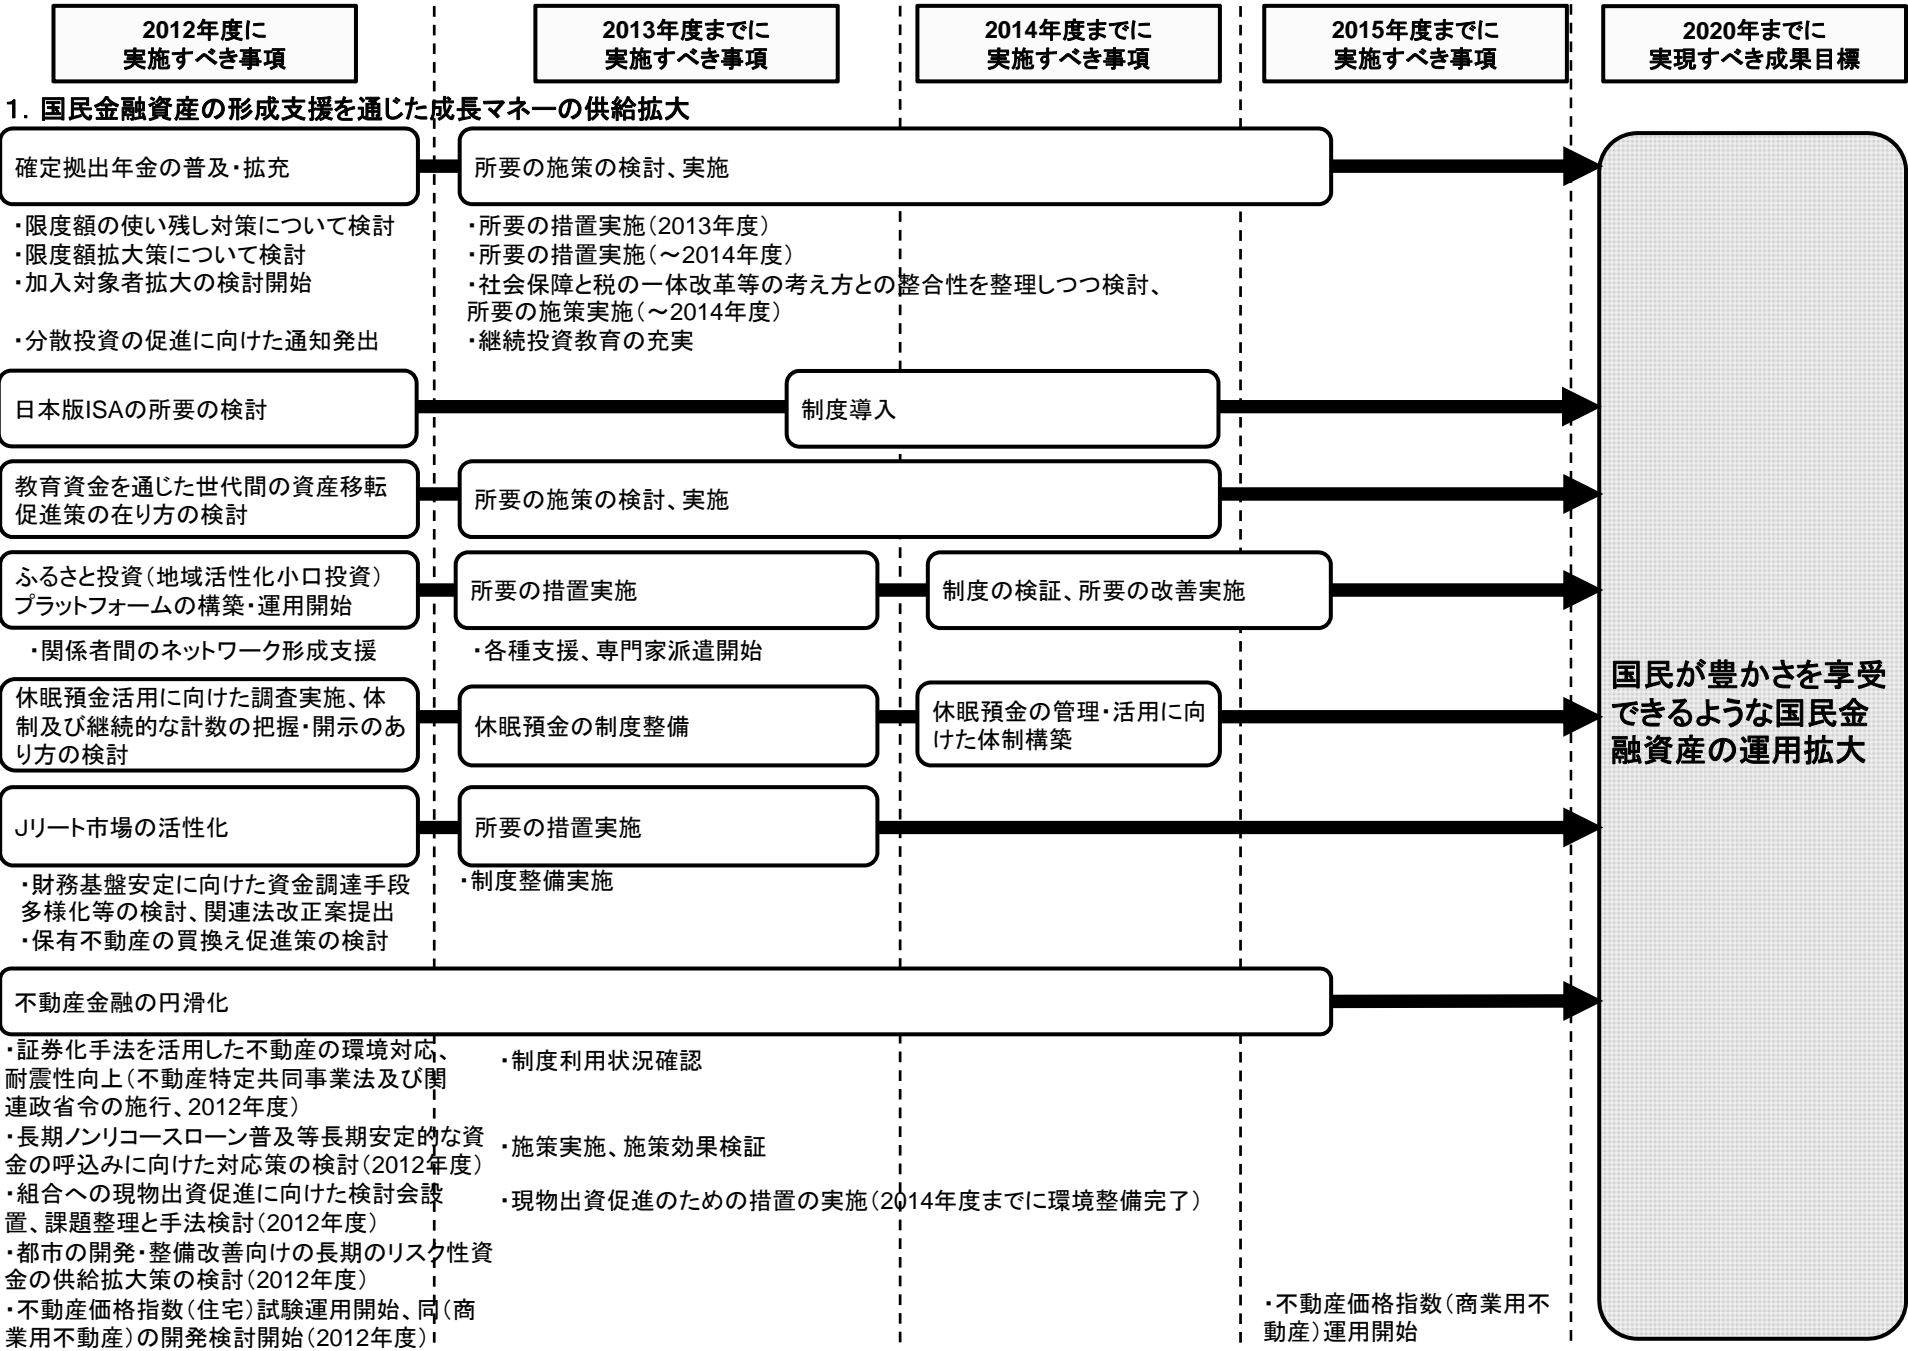 2012年度に
実施すべき事項
2013年度までに
実施すべき事項
2014年度までに
実施すべき事項
2015年度までに
実施すべき事項
2020年までに
実現すべき成果目標
１．国民金融資産の形成支援を通じた成長マネーの供給拡大
確定拠出年金の普及・拡充
所要の施策の検討、実施
・限度額の使い残し対策について検討
・限度額拡大策について検討
・加入対象者拡大の検討開始
・分散投資の促進に向けた通知発出
・所要の措置実施（2013年度）
・所要の措置実施（～2014年度）
・社会保障と税の一体改革等の考え方との整合性を整理しつつ検討、
所要の施策実施（～2014年度）
・継続投資教育の充実
日本版ISAの所要の検討
制度導入
教育資金を通じた世代間の資産移転
促進策の在り方の検討
所要の施策の検討、実施
ふるさと投資（地域活性化小口投資）
プラットフォームの構築・運用開始
所要の措置実施
制度の検証、所要の改善実施
・関係者間のネットワーク形成支援
・各種支援、専門家派遣開始
休眠預金活用に向けた調査実施、体
制及び継続的な計数の把握・開示のあ
り方の検討
休眠預金の制度整備
休眠預金の管理・活用に向
けた体制構築
Jリート市場の活性化
所要の措置実施
・財務基盤安定に向けた資金調達手段
多様化等の検討、関連法改正案提出
・保有不動産の買換え促進策の検討
・制度整備実施
不動産金融の円滑化
・証券化手法を活用した不動産の環境対応、
耐震性向上（不動産特定共同事業法及び関
連政省令の施行、2012年度）
・長期ノンリコースローン普及等長期安定的な資
金の呼込みに向けた対応策の検討（2012年度）
・組合への現物出資促進に向けた検討会設
置、課題整理と手法検討（2012年度）
・都市の開発・整備改善向けの長期のリスク性資
金の供給拡大策の検討（2012年度）
・不動産価格指数（住宅）試験運用開始、同（商
業用不動産）の開発検討開始（2012年度）
・制度利用状況確認
・施策実施、施策効果検証
・現物出資促進のための措置の実施（2014年度までに環境整備完了）
・不動産価格指数（商業用不
動産）運用開始
国民が豊かさを享受
できるような国民金
融資産の運用拡大